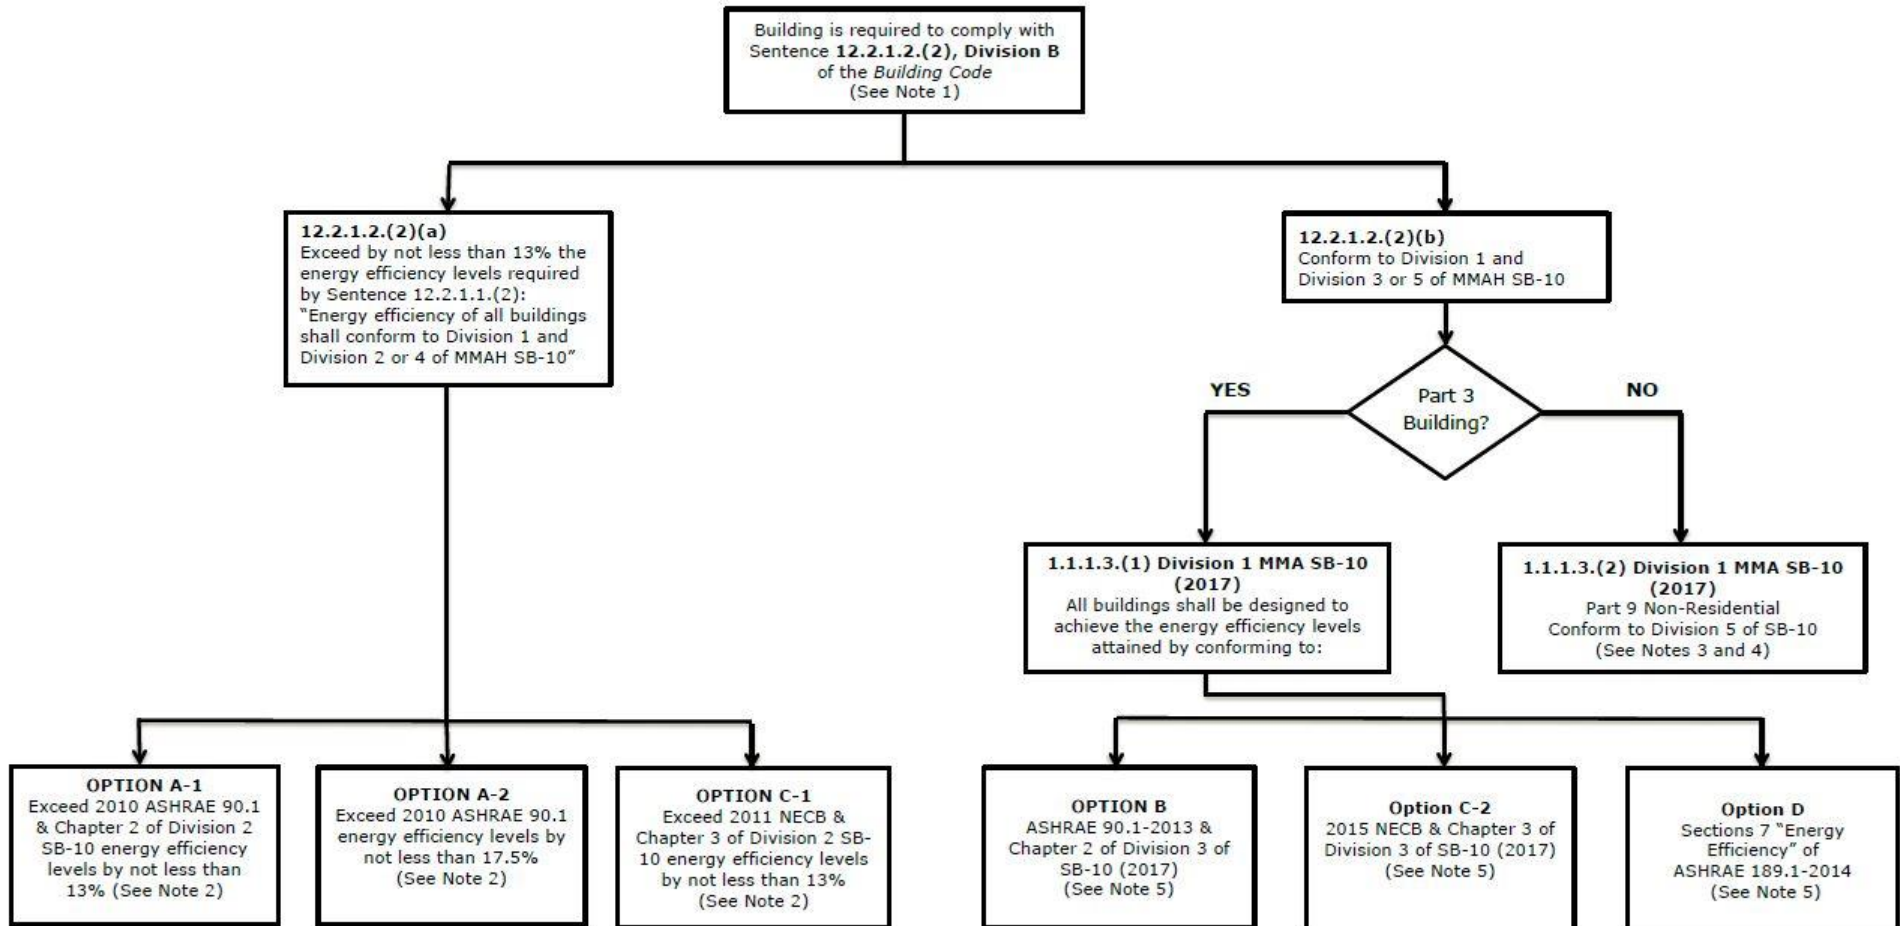 Building is required to comply with
Sentence 12.2.1.2.(2), Division B
of the Building Code
(See Note 1)
12.2.1.2.(2)(a)
Exceed by not less than 13% the
energy efficiency levels required
by Sentence 12.2.1.1.(2):
"Energy efficiency of all buildings
shall conform to Division 1 and
Division 2 or 4 of MMAH SB-10"
12.2.1.2.(2)(b)
Conform to Division 1 and
Division 3 or 5 of MMAH SB-10
YES
Part 3
Building?
NO
1.1.1.3.(1) Division 1 MMA SB-10
(2017)
All buildings shall be designed to
achieve the energy efficiency levels
attained by conforming to:
1.1.1.3.(2) Division 1 MMA SB-10
(2017)
Part 9 Non-Residential
Conform to Division 5 of SB-10
(See Notes 3 and 4)
OPTION A-1
Exceed 2010 ASHRAE 90.1
& Chapter 2 of Division 2
SB-10 energy efficiency
levels by not less than
13% (See Note 2)
OPTION A-2
Exceed 2010 ASHRAE 90.1
energy efficiency levels by
not less than 17.5%
(See Note 2)
OPTION C-1
Exceed 2011 NECB &
Chapter 3 of Division 2 SB-
10 energy efficiency levels
by not less than 13%
(See Note 2)
OPTION B
ASHRAE 90.1-2013 &
Chapter 2 of Division 3 of
SB-10 (2017)
(See Note 5)
Option C-2
2015 NECB & Chapter 3 of
Division 3 of SB-10 (2017)
(See Note 5)
Option D
Sections 7 "Energy
Efficiency" of
ASHRAE 189.1-2014
(See Note 5)